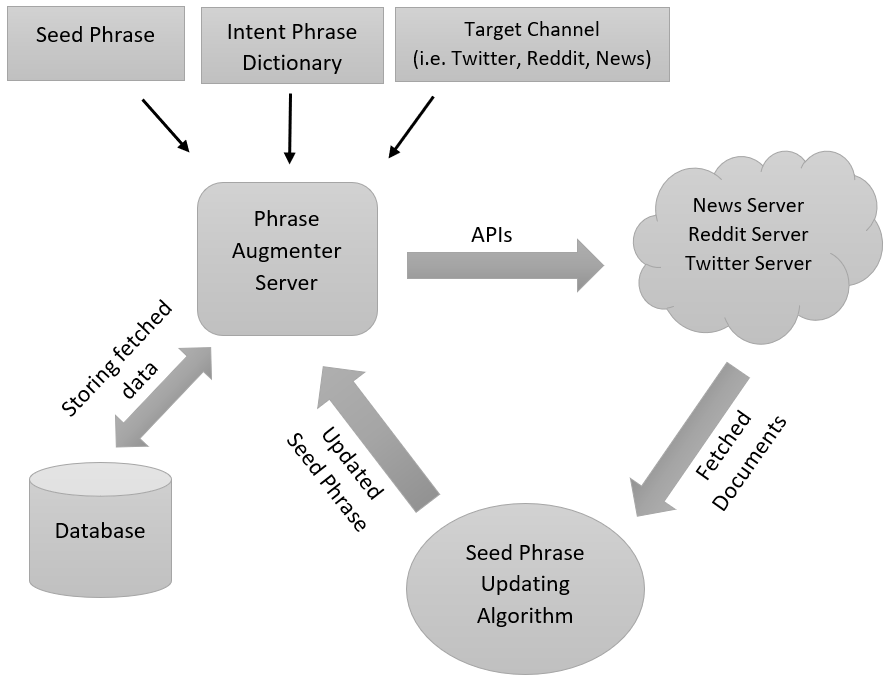 Seed Phrase
Intent Phrase
Dictionary
Target Channel
(i.e. Twitter, Reddit, News)
Phrase
Augmenter
Server
APIs
News Server
Reddit Server
Twitter Server
Storing fetched
data
Updated
Seed Phrase
Fetched
Documents
Database
Seed Phrase
Updating
Algorithm